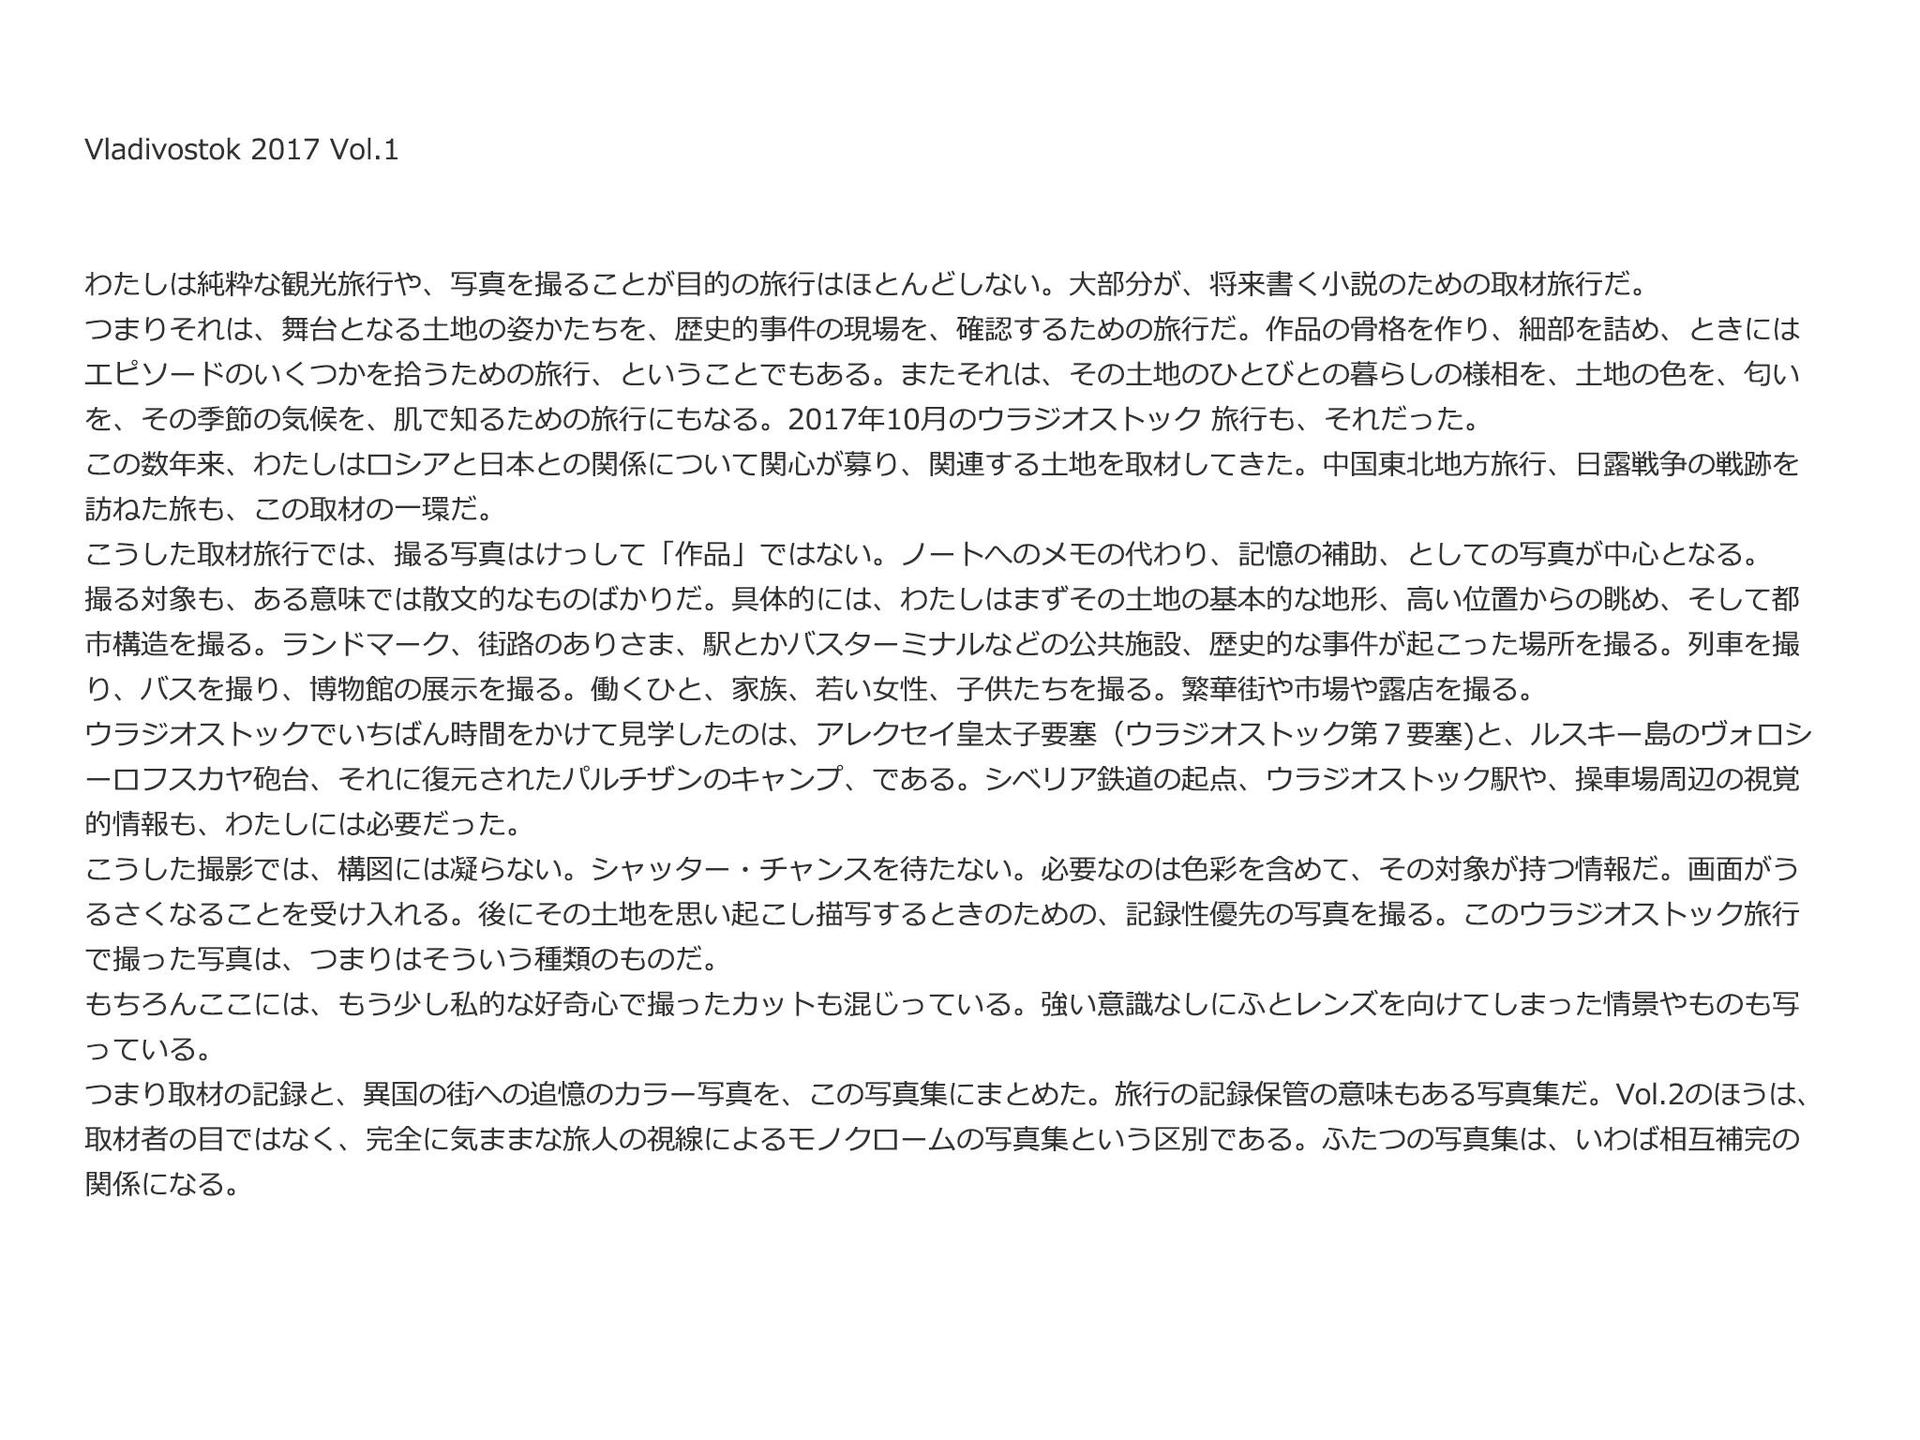 Vladivostok 2017 Vol.1
わたしは純粋な観光旅行や、写真を撮ることが目的の旅行はほとんどしない。大部分が、将来書く小説のための取材旅行だ。
つまりそれは、舞台となる土地の姿かたちを、歴史的事件の現場を、確認するための旅行だ。作品の骨格を作り、細部を詰め、ときには
エピソードのいくつかを拾うための旅行、ということでもある。またそれは、その土地のひとびとの暮らしの様相を、土地の色を、匂い
を、その季節の気候を、肌で知るための旅行にもなる。2017年10月のウラジオストック 旅行も、それだった。
この数年来、わたしはロシアと日本との関係について関心が募り、関連する土地を取材してきた。中国東北地方旅行、日露戦争の戦跡を
訪ねた旅も、この取材の一環だ。
こうした取材旅行では、撮る写真はけっして「作品」ではない。ノートへのメモの代わり、記憶の補助、としての写真が中心となる。
撮る対象も、ある意味では散文的なものばかりだ。具体的には、わたしはまずその土地の基本的な地形、高い位置からの眺め、そして都
市構造を撮る。ランドマーク、街路のありさま、駅とかバスターミナルなどの公共施設、歴史的な事件が起こった場所を撮る。列車を撮
り、バスを撮り、博物館の展示を撮る。働くひと、家族、若い女性、子供たちを撮る。繁華街や市場や露店を撮る。
ウラジオストックでいちばん時間をかけて見学したのは、アレクセイ皇太子要塞（ウラジオストック第７要塞)と、ルスキー島のヴォロシ
ーロフスカヤ砲台、それに復元されたパルチザンのキャンプ、である。シベリア鉄道の起点、ウラジオストック駅や、操車場周辺の視覚
的情報も、わたしには必要だった。
こうした撮影では、構図には凝らない。シャッター・チャンスを待たない。必要なのは色彩を含めて、その対象が持つ情報だ。画面がう
るさくなることを受け入れる。後にその土地を思い起こし描写するときのための、記録性優先の写真を撮る。このウラジオストック旅行
で撮った写真は、つまりはそういう種類のものだ。
もちろんここには、もう少し私的な好奇心で撮ったカットも混じっている。強い意識なしにふとレンズを向けてしまった情景やものも写
っている。
つまり取材の記録と、異国の街への追憶のカラー写真を、この写真集にまとめた。旅行の記録保管の意味もある写真集だ。Vol.2のほうは、
取材者の目ではなく、完全に気ままな旅人の視線によるモノクロームの写真集という区別である。ふたつの写真集は、いわば相互補完の
関係になる。